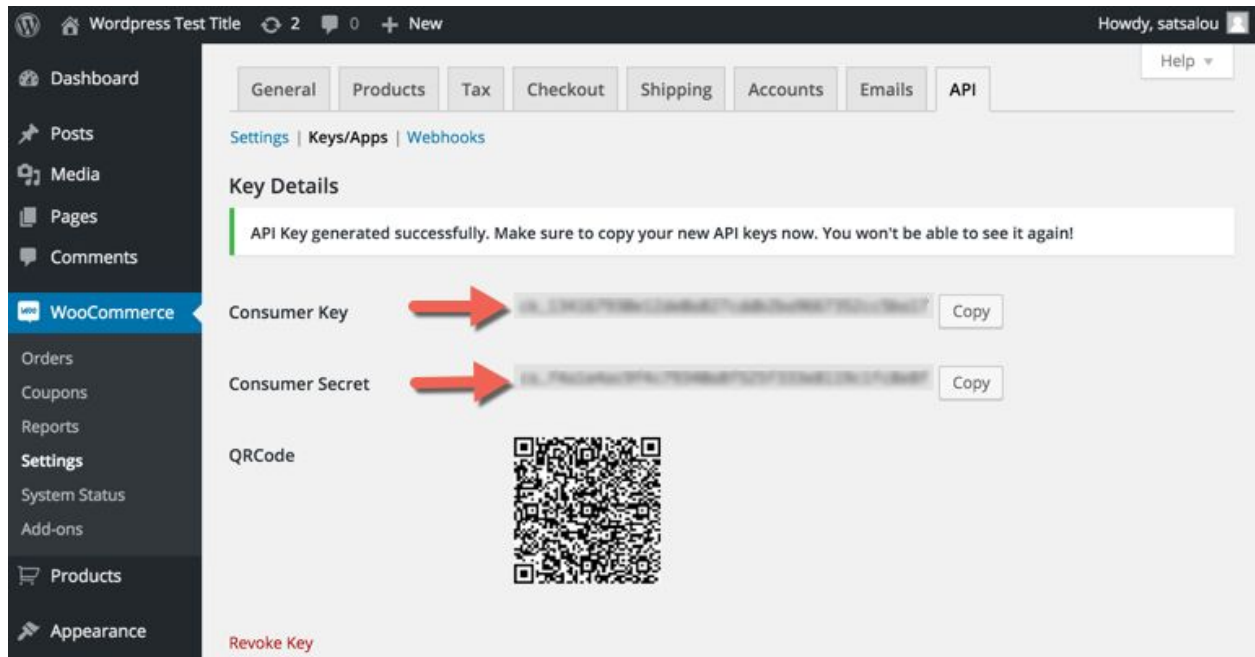 Wordpress Test Title 2 0 + New Howdy, satsalou
Help
Dashboard
Posts
Media
Pages
Comments
WooCommerce
Orders
Coupons
Reports
Settings
System Status
Add-ons
Products
Appearance
General Products Tax Checkout Shipping Accounts Emails API
Settings | Keys/Apps | Webhooks
Key Details
API Key generated successfully. Make sure to copy your new API keys now. You won't be able to see it again!
Consumer Key Copy
Consumer Secret Copy
QRCode
Revoke Key